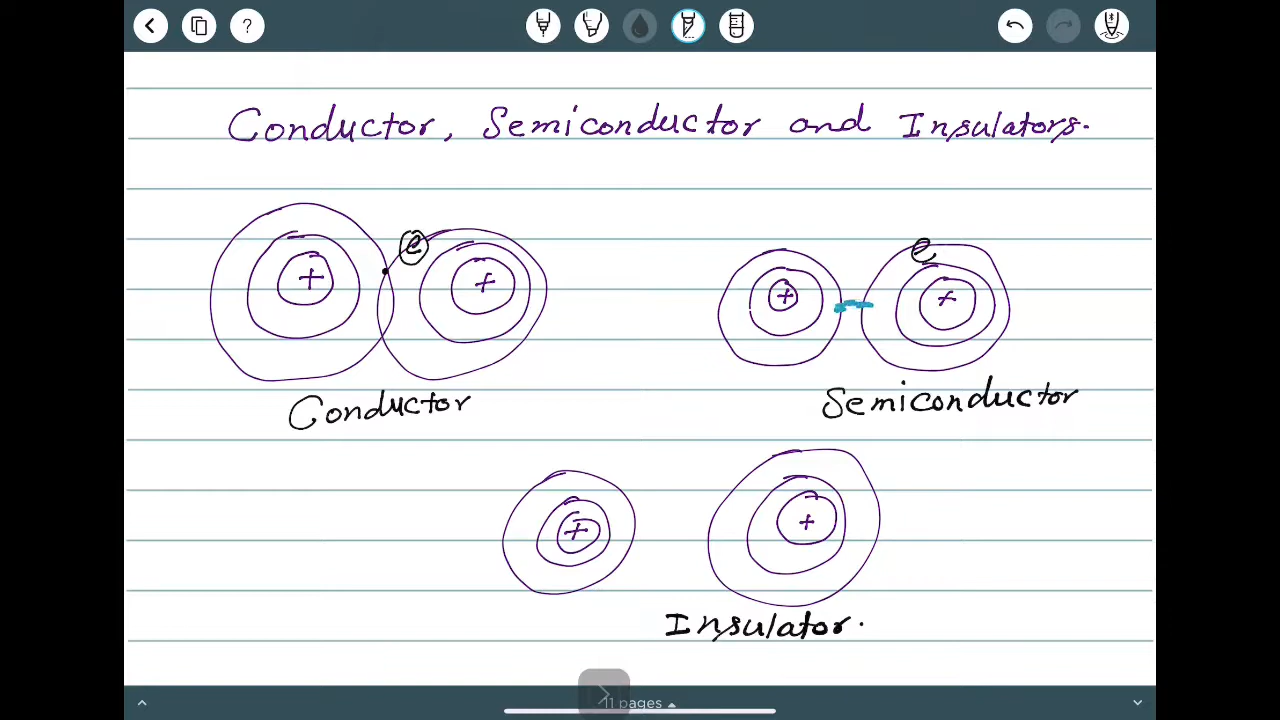 ?
Conductor, Semiconductor and Insulators.
+ e +
+ e +
Conductor
Semiconductor
+ +
Insulator.
11 pages